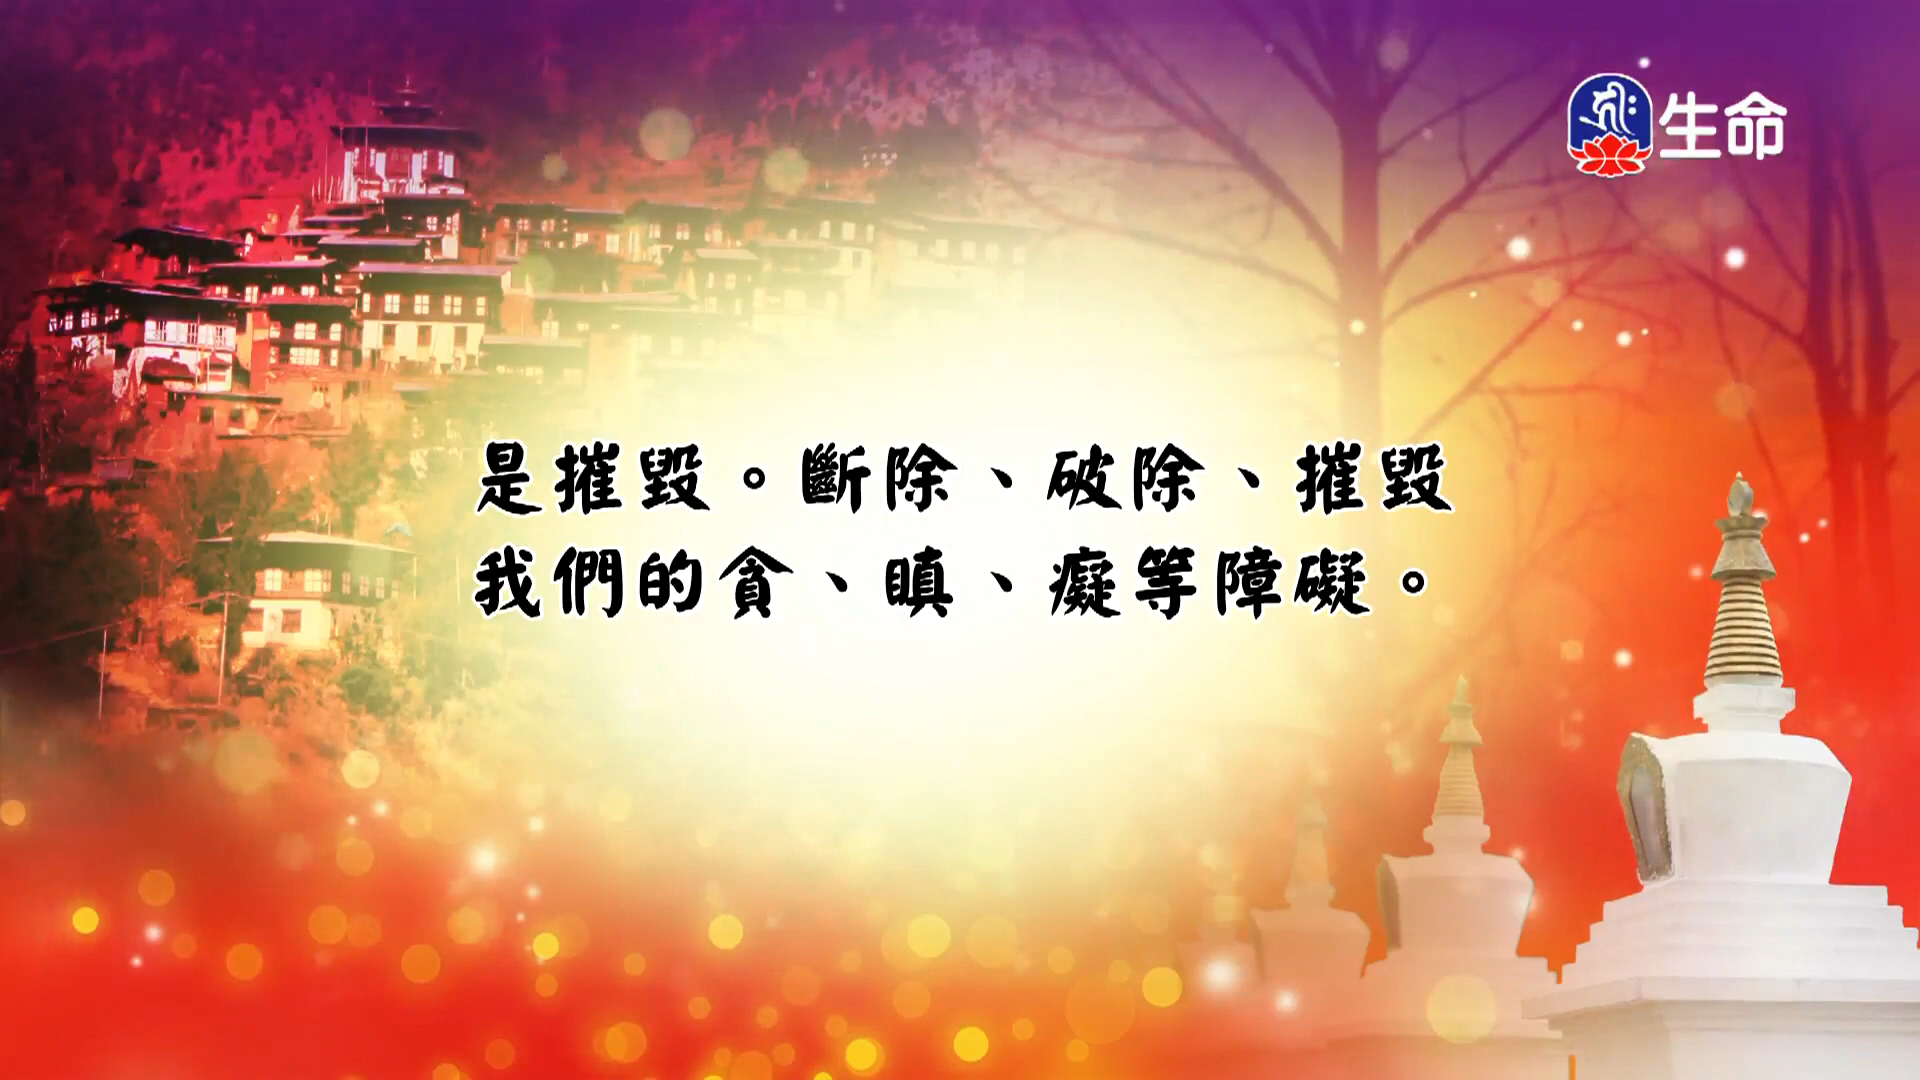 生命
是摧毀。斷除、破除、摧毀
我們的貪、瞋、癡等障礙。